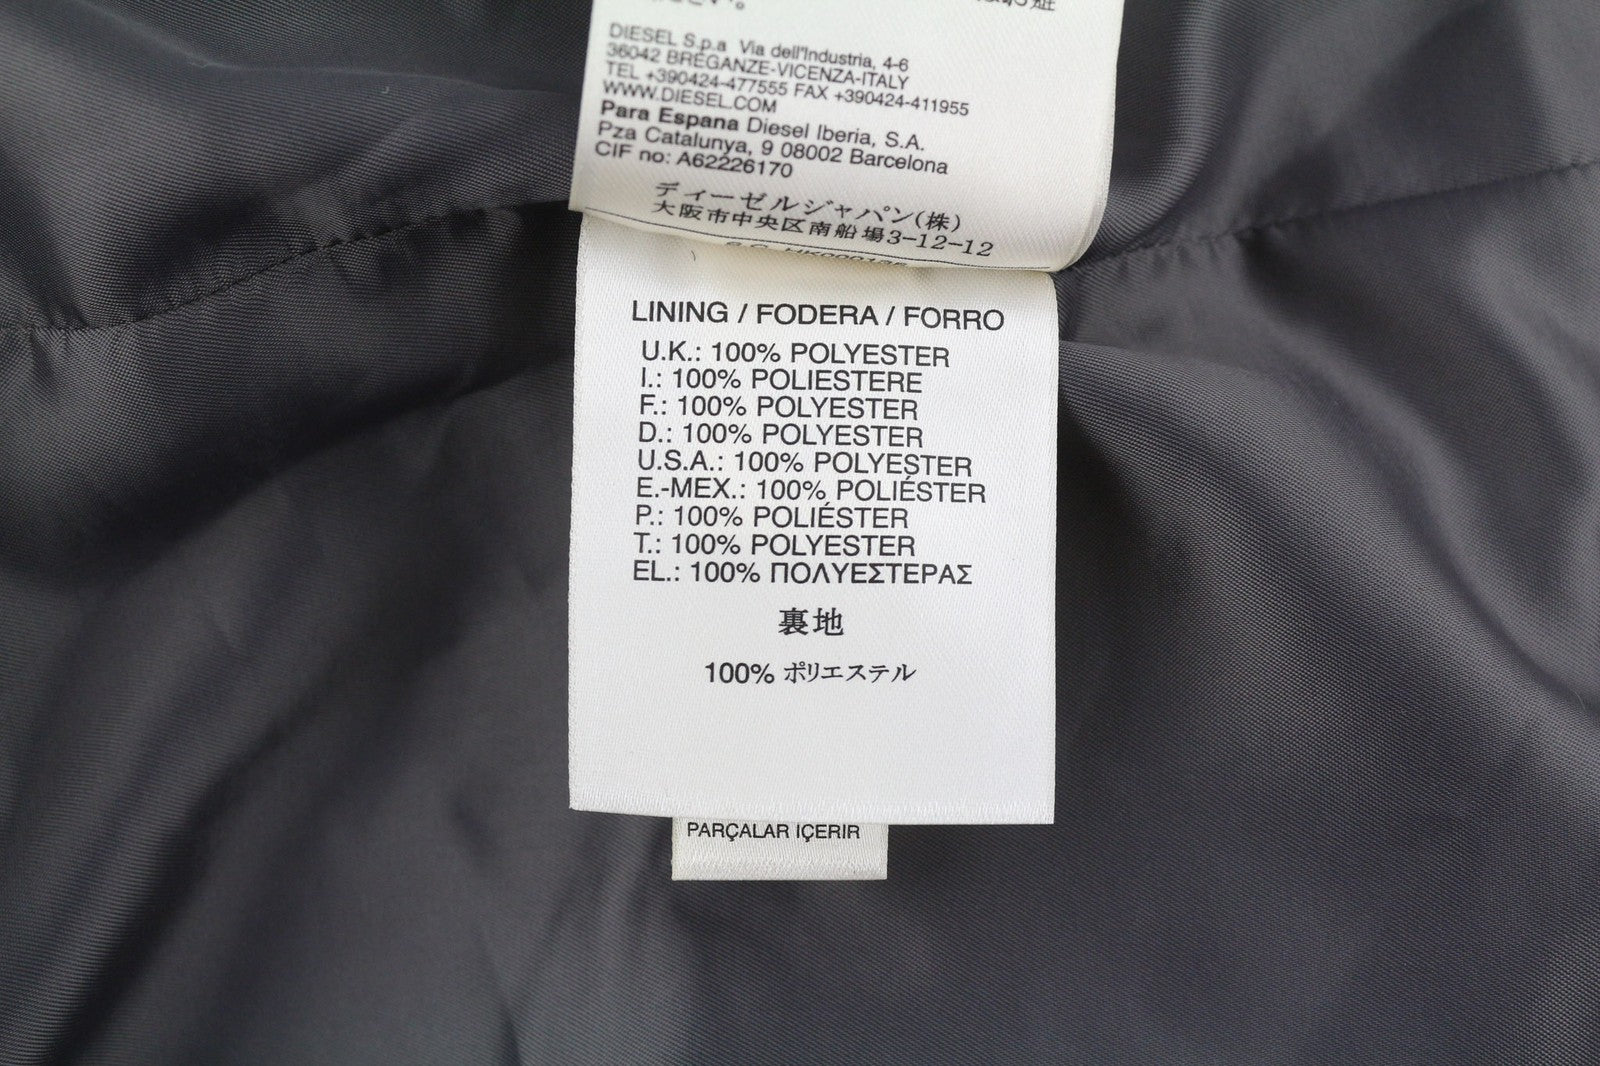 DIESEL S.p.a Via dell'Industria, 4-6
36042 BREGANZE-VICENZA-ITALY
TEL +390424-477555 FAX +390424-411955
WWW.DIESEL.COM
Para Espana Diesel Iberia, S.A.
Pza Catalunya, 9 08002 Barcelona
CIF no: A62226170
ディーゼルジャパン(株)
大阪市中央区南船場3-12-12
LINING / FODERA / FORRO
U.K.: 100% POLYESTER
I.: 100% POLIESTERE
F.: 100% POLYESTER
D.: 100% POLYESTER
U.S.A.: 100% POLYESTER
E.-MEX.: 100% POLIÉSTER
P.: 100% POLIÉSTER
T.: 100% POLYESTER
EL.: 100% ΠΟΛΥΕΣΤΕΡΑΣ
裏地
100% ポリエステル
PARÇALAR İÇERIR